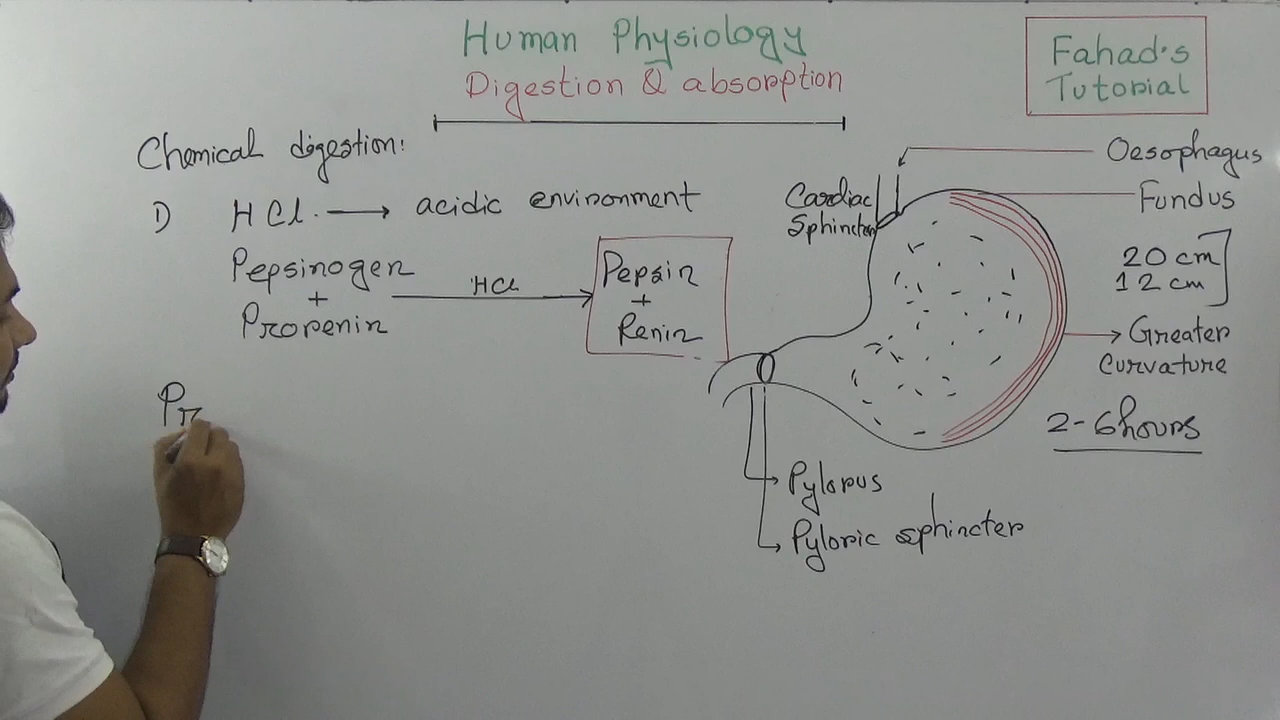 Human Physiology
Digestion & absorption
Fahad's
Tutorial
Chemical digestion:
1) HCl. → acidic environment
Pepsinogen
+
Prorenin
HCl
Pepsin
+
Renin
Cardiac
Sphincter
Oesophagus
Fundus
20 cm
12 cm
Greater
Curvature
2-6 hours
Pylorus
Pyloric sphincter
Pr